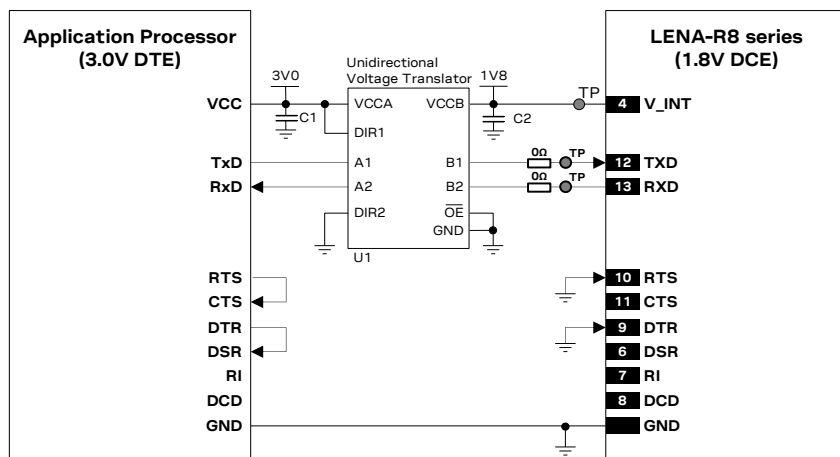 Application Processor
(3.0V DTE)
LENA-R8 series
(1.8V DCE)
Unidirectional
Voltage Translator
3V0
1V8
TP
VCC
VCCA
VCCB
4
V_INT
C1
C2
DIR1
0Ω
TP
TxD
A1
B1
12
TXD
0Ω
TP
RxD
A2
B2
13
RXD
DIR2
OE
GND
U1
RTS
10
RTS
CTS
11
CTS
DTR
9
DTR
DSR
6
DSR
RI
7
RI
DCD
8
DCD
GND
GND